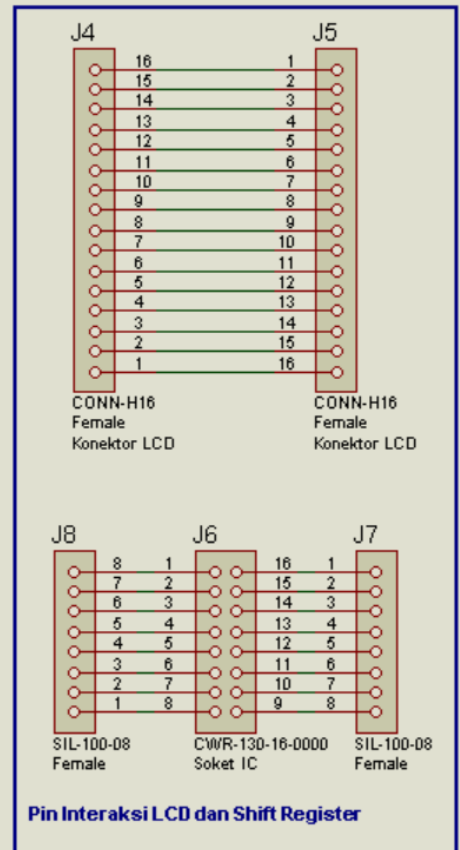 J4 J5
16 1
15 2
14 3
13 4
12 5
11 6
10 7
9 8
8 9
7 10
6 11
5 12
4 13
3 14
2 15
1 16
CONN-H16 CONN-H16
Female Female
Konektor LCD Konektor LCD
J8 J6 J7
8 1 16 1
7 2 15 2
6 3 14 3
5 4 13 4
4 5 12 5
3 6 11 6
2 7 10 7
1 8 9 8
SIL-100-08 CWR-130-16-0000 SIL-100-08
Female Soket IC Female
Pin Interaksi LCD dan Shift Register